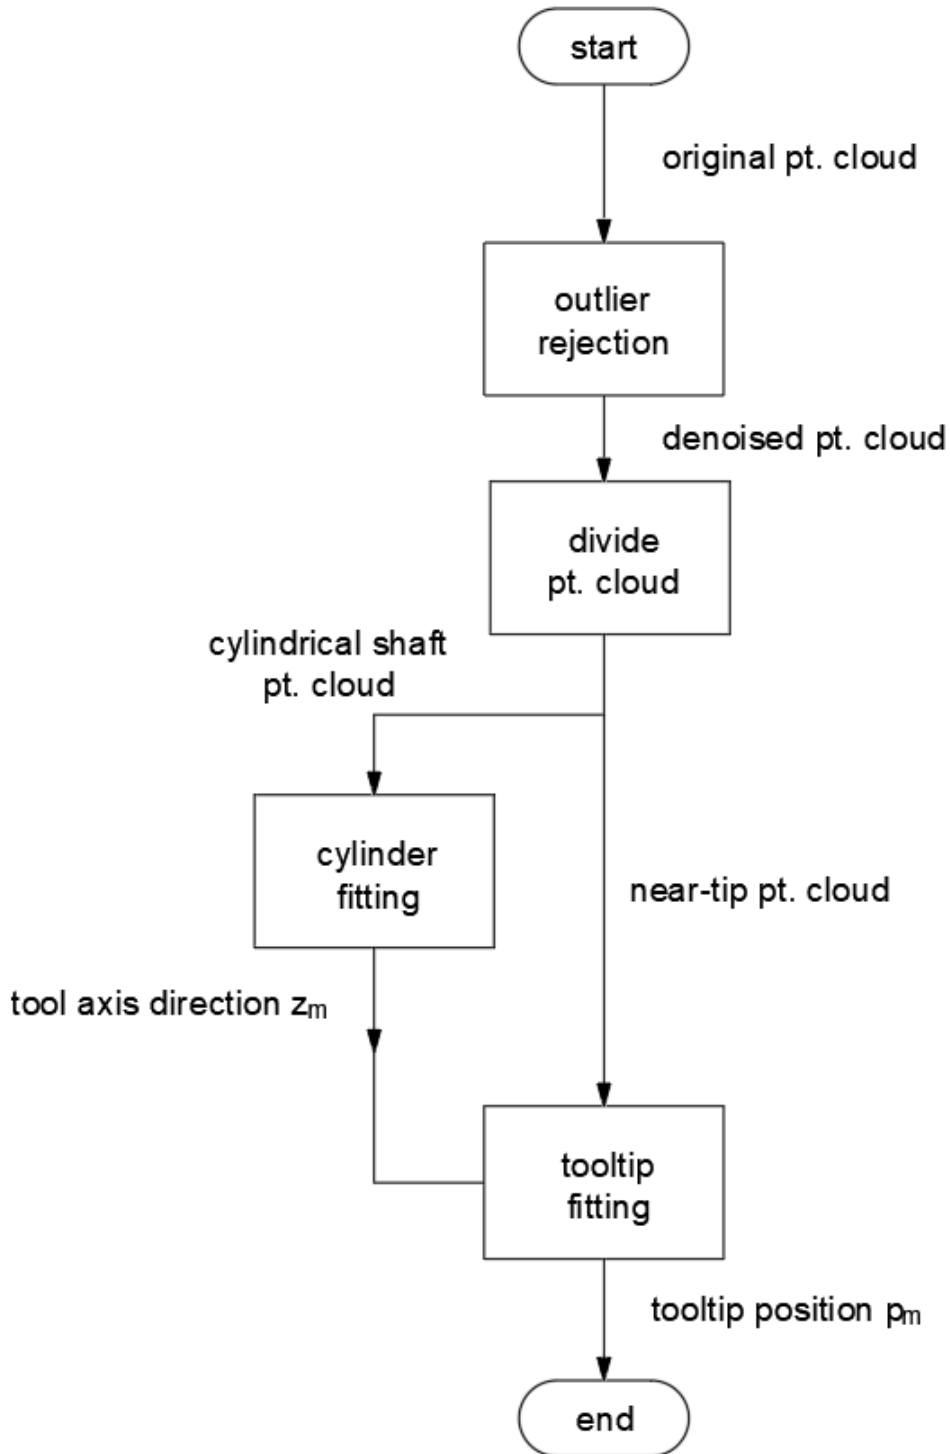 start
original pt. cloud
outlier
rejection
denoised pt. cloud
divide
pt. cloud
cylindrical shaft
pt. cloud
cylinder
fitting
near-tip pt. cloud
tool axis direction zm
tooltip
fitting
tooltip position pm
end